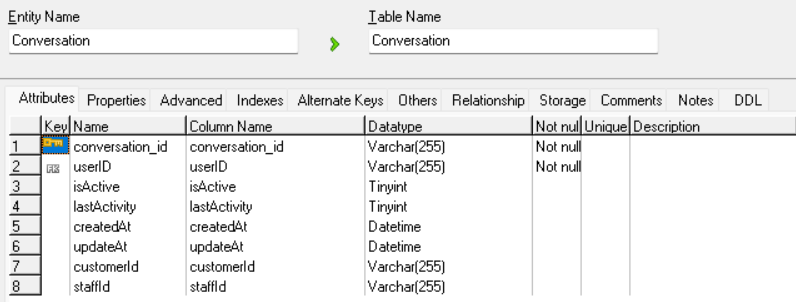 Entity Name Table Name
Conversation Conversation
Attributes Properties Advanced Indexes Alternate Keys Others Relationship Storage Comments Notes DDL
Key Name Column Name Datatype Not nul Unique Description
1 conversation_id conversation_id Varchar(255) Not null
2 FK userID userID Varchar(255) Not null
3 isActive isActive Tinyint
4 lastActivity lastActivity Tinyint
5 createdAt createdAt Datetime
6 updateAt updateAt Datetime
7 customerId customerId Varchar(255)
8 staffId staffId Varchar(255)